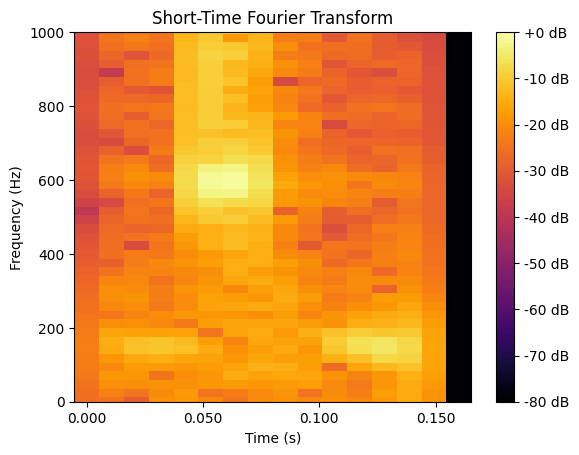 Short-Time Fourier Transform
Frequency (Hz)
1000
800
600
400
200
0
0.000
0.050
0.100
0.150
Time (s)
+0 dB
-10 dB
-20 dB
-30 dB
-40 dB
-50 dB
-60 dB
-70 dB
-80 dB